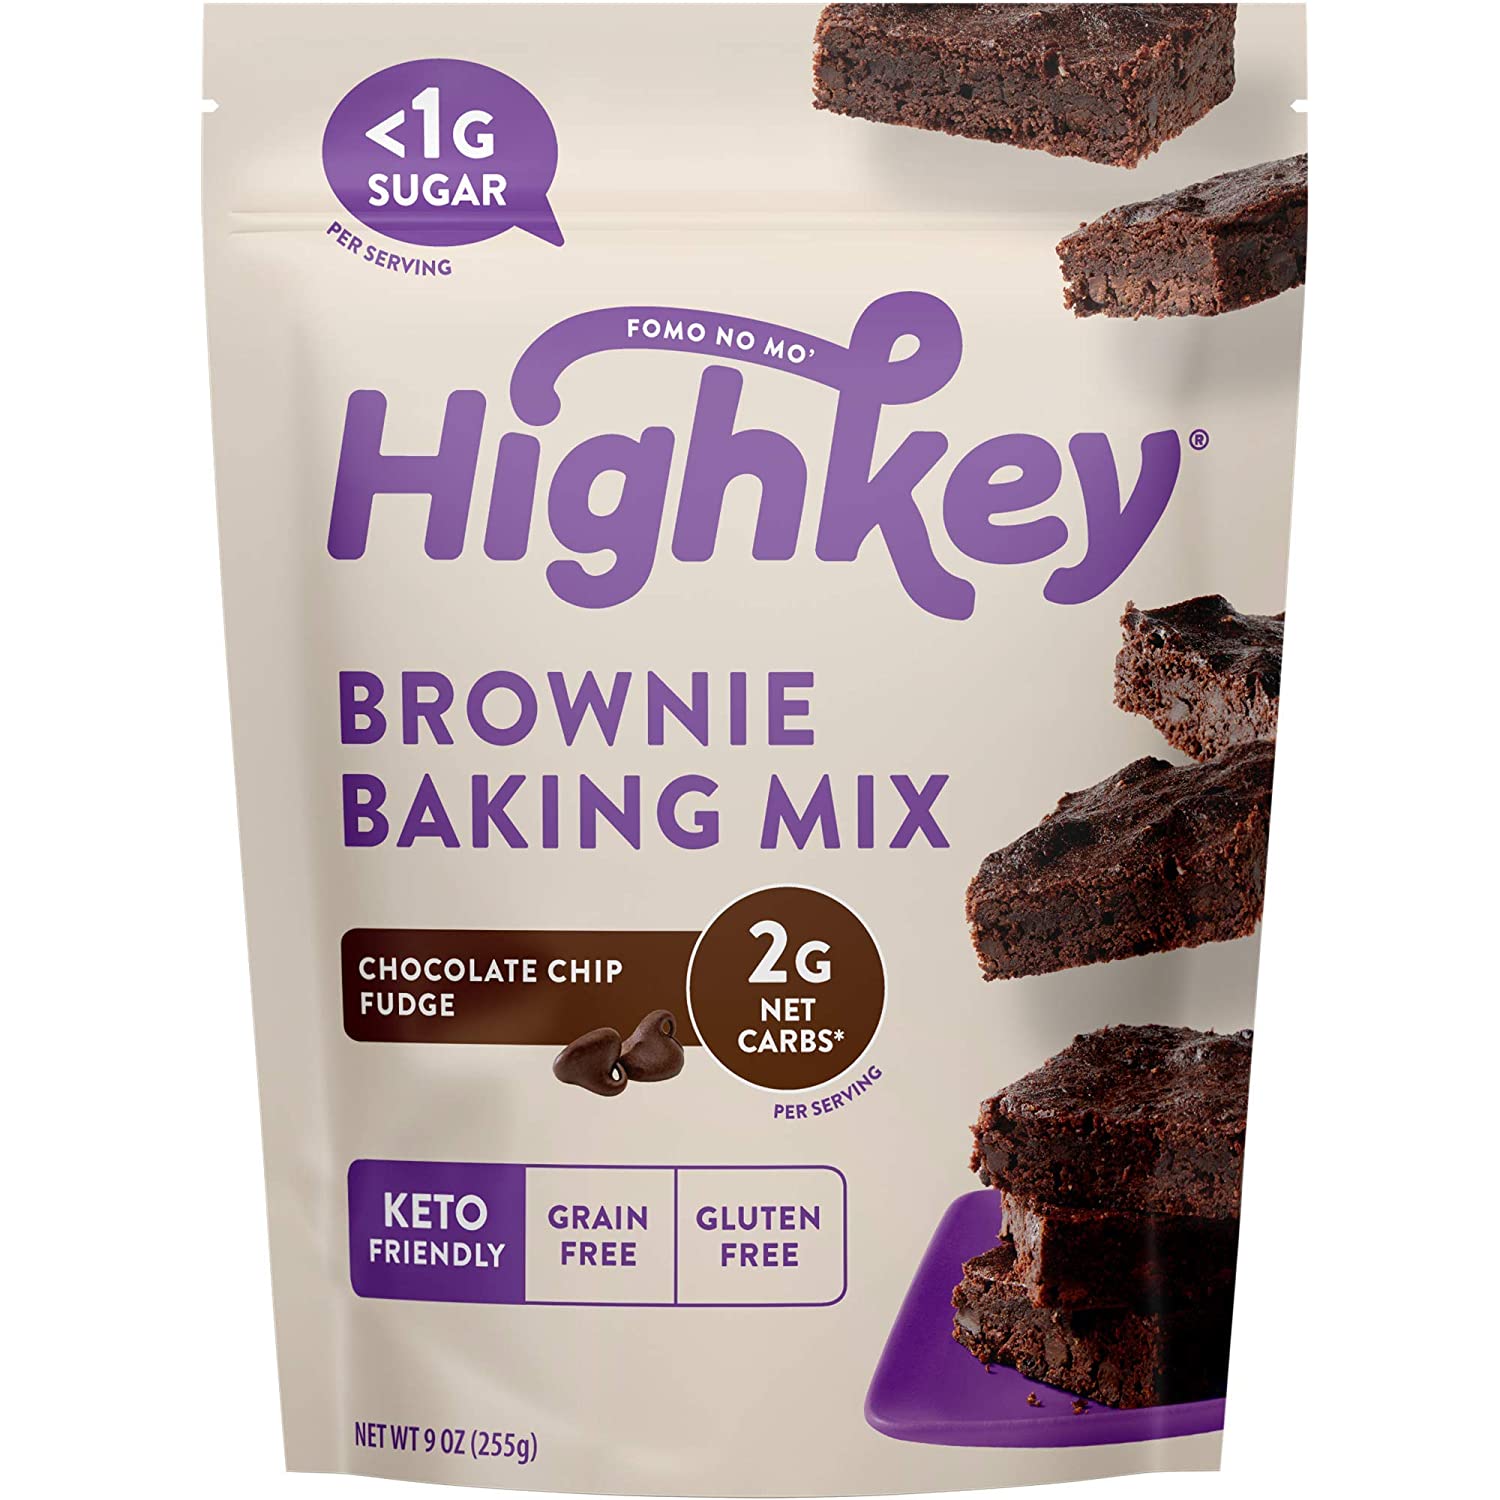 <1G
SUGAR
PER SERVING
FOMO NO MO'
Highkey®
BROWNIE
BAKING MIX
CHOCOLATE CHIP
FUDGE
2G
NET
CARBS*
PER SERVING
KETO
FRIENDLY
GRAIN
FREE
GLUTEN
FREE
NET WT 9 OZ (255g)